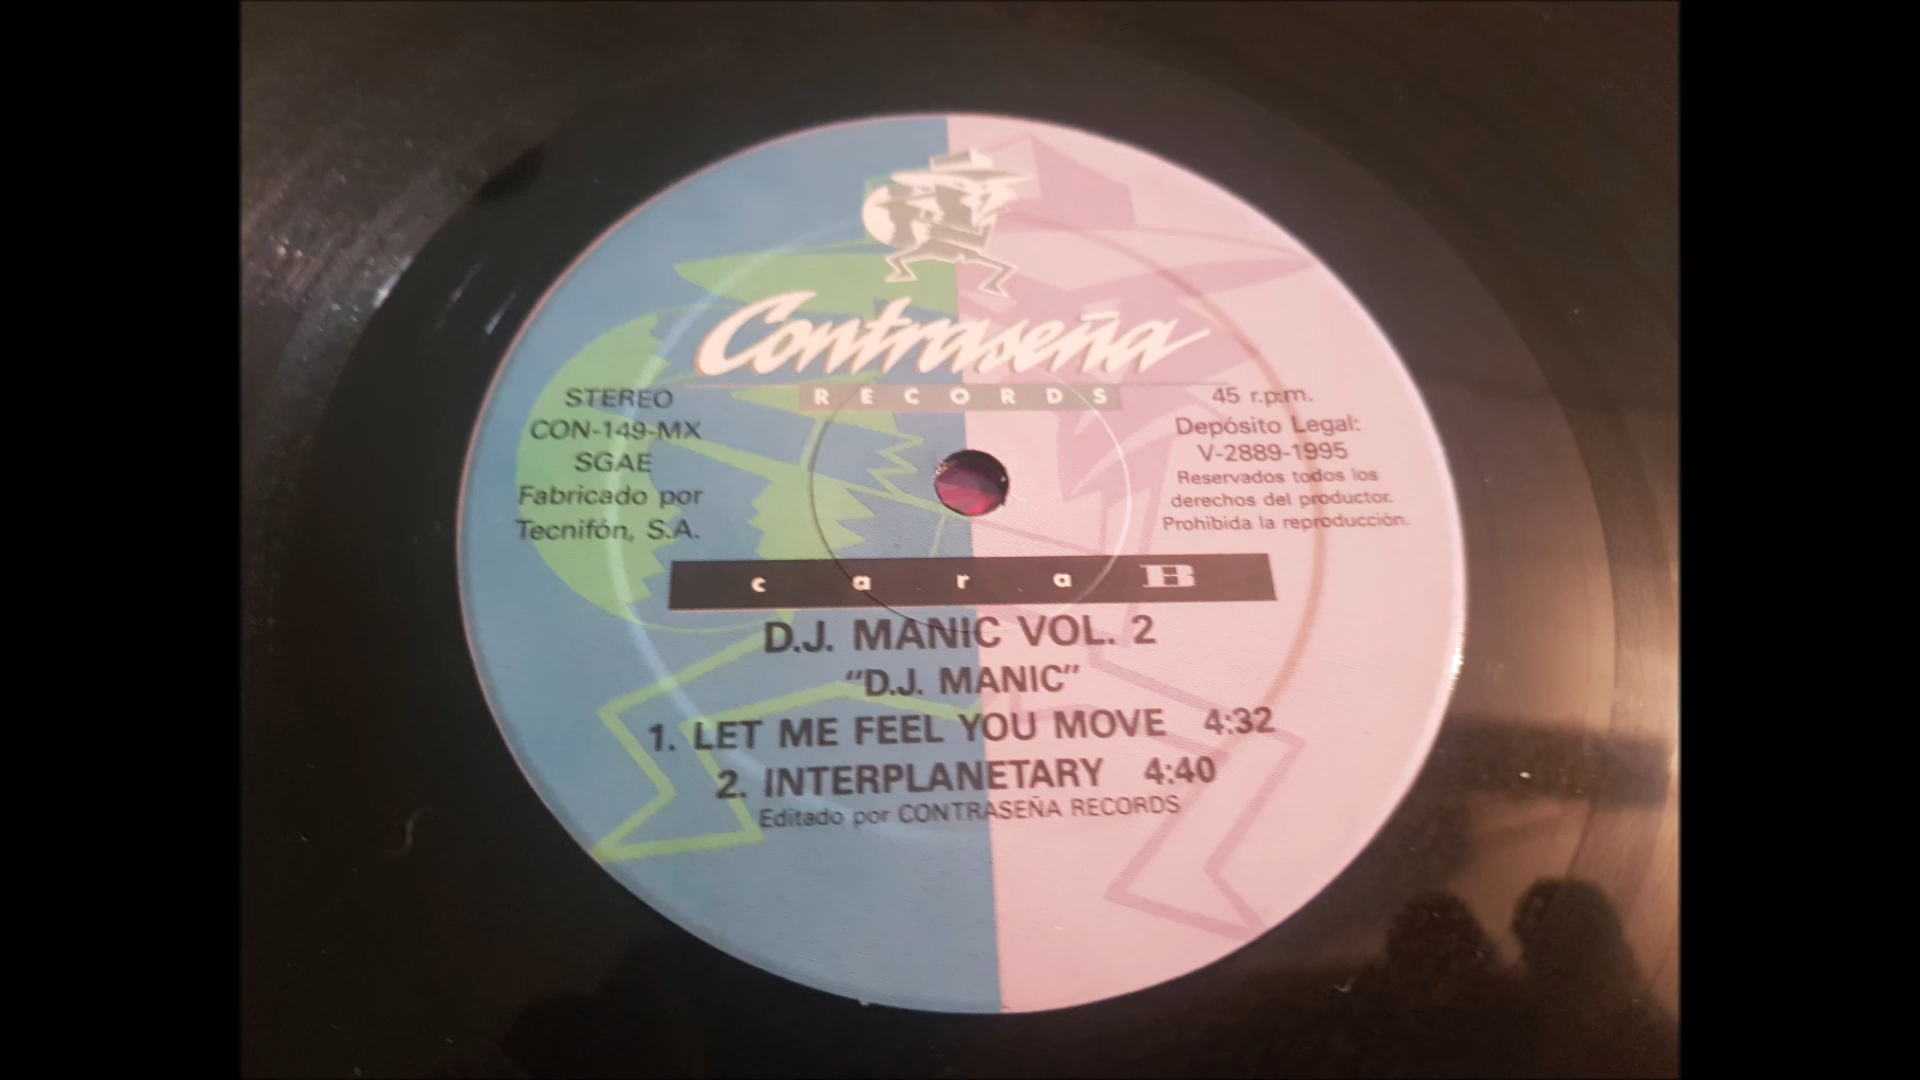 Contraseña
RECORDS
STEREO
CON-149-MX
SGAE
Fabricado por
Tecnifón, S.A.
45 r.p.m.
Depósito Legal:
V-2889-1995
Reservados todos los
derechos del productor.
Prohibida la reproducción.
cara B
D.J. MANIC VOL. 2
"D.J. MANIC"
1. LET ME FEEL YOU MOVE 4:32
2. INTERPLANETARY 4:40
Editado por CONTRASEÑA RECORDS